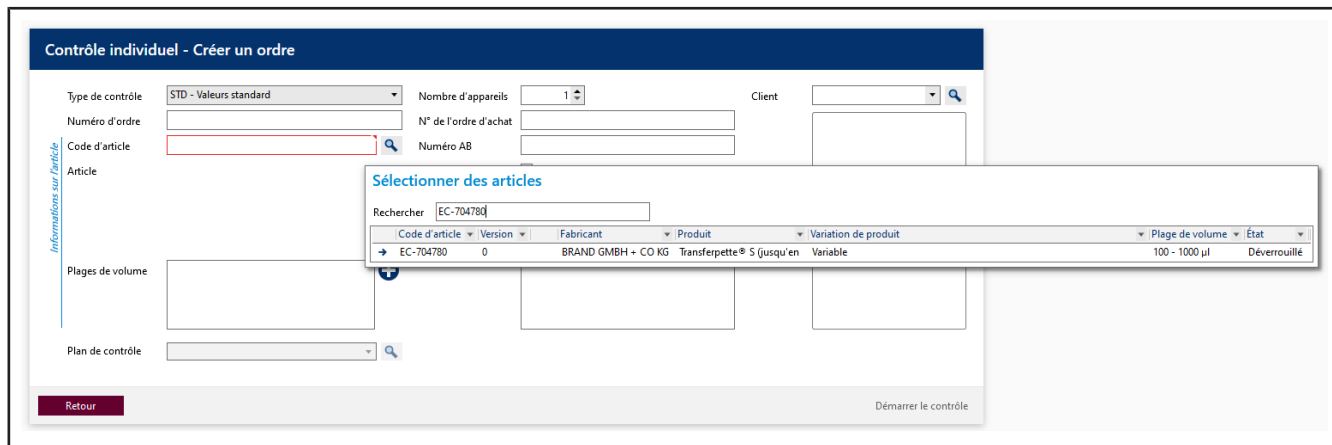 Contrôle individuel - Créer un ordre
Type de contrôle STD - Valeurs standard Nombre d'appareils 1 Client
Numéro d'ordre N° de l'ordre d'achat
Code d'article Numéro AB
Informations sur l'article
Article
Sélectionner des articles
Rechercher EC-704780
Code d'article Version Fabricant Produit Variation de produit Plage de volume État
EC-704780 0 BRAND GMBH + CO KG Transferpette® S (jusqu'en Variable 100 - 1000 µl Déverrouillé
Plages de volume
Plan de contrôle
Retour Démarrer le contrôle